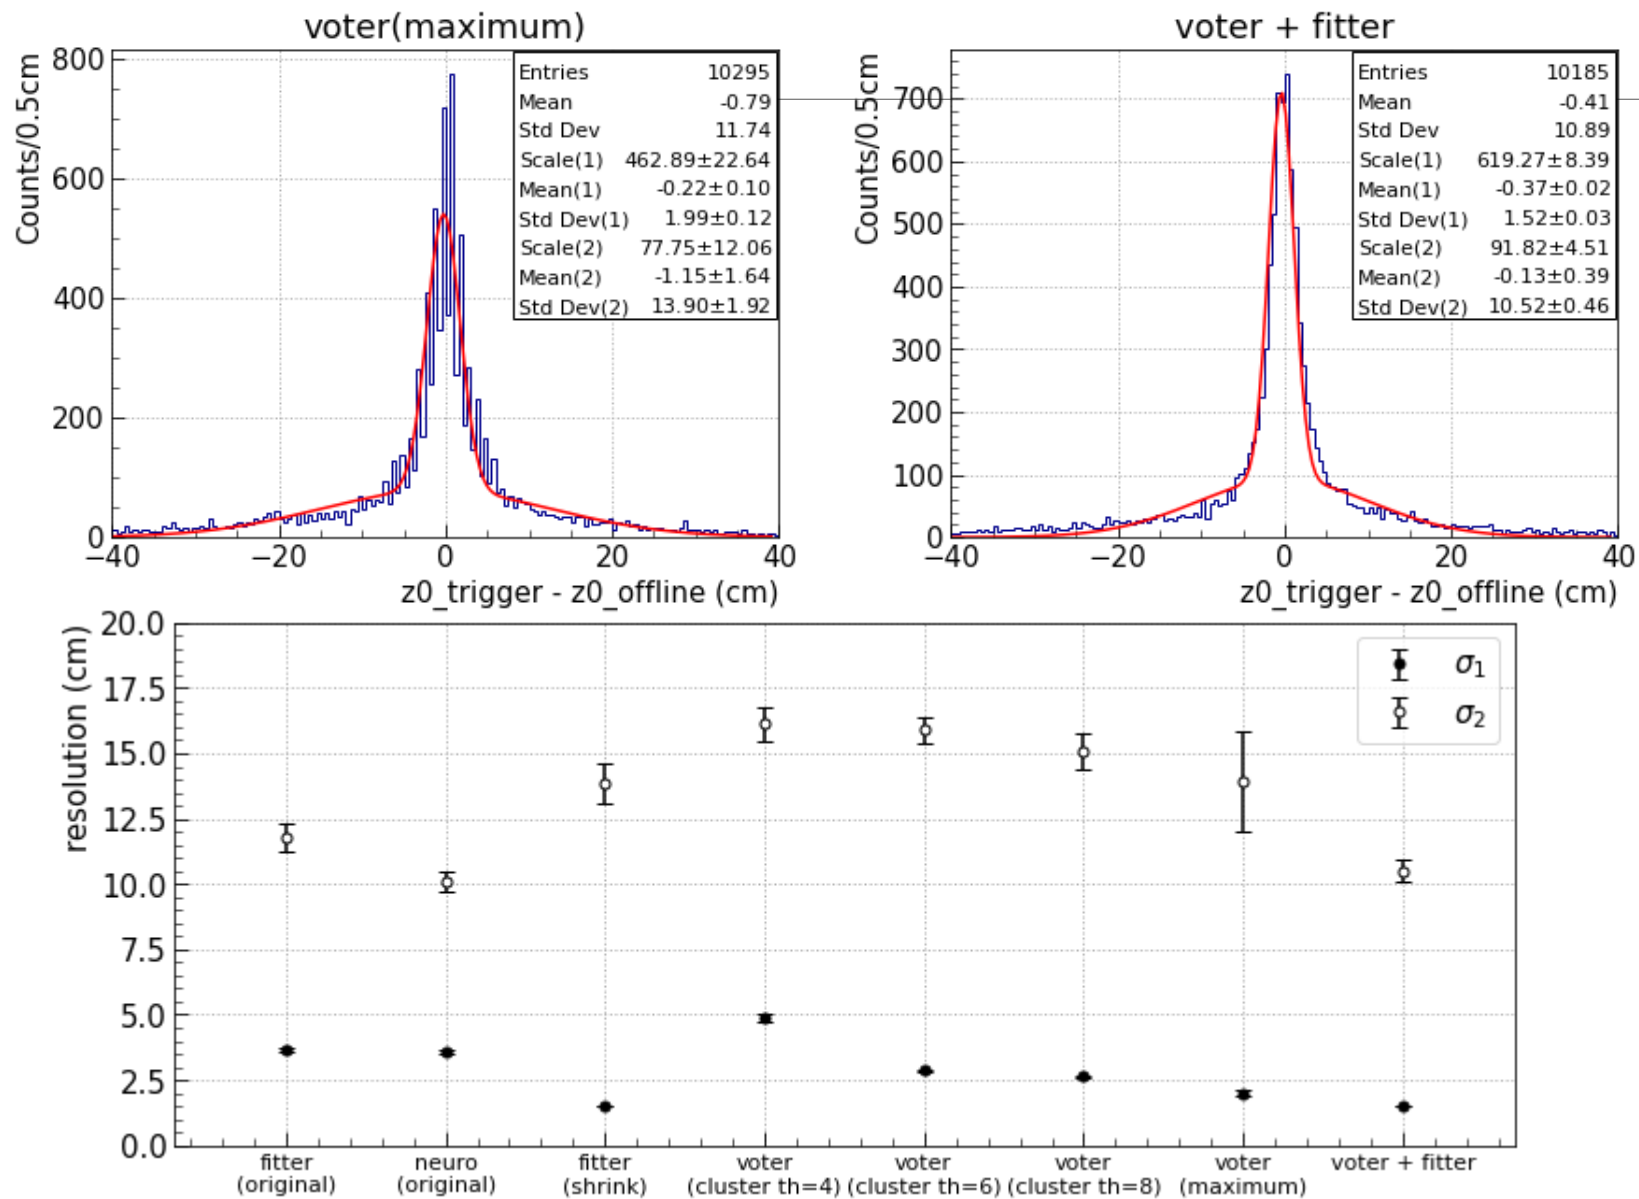 voter(maximum)
Counts/0.5cm
800
600
400
200
0
Entries 10295
Mean -0.79
Std Dev 11.74
Scale(1) 462.89±22.64
Mean(1) -0.22±0.10
Std Dev(1) 1.99±0.12
Scale(2) 77.75±12.06
Mean(2) -1.15±1.64
Std Dev(2) 13.90±1.92
−40 −20 0 20 40
z0_trigger - z0_offline (cm)
voter + fitter
Counts/0.5cm
700
600
500
400
300
200
100
0
Entries 10185
Mean -0.41
Std Dev 10.89
Scale(1) 619.27±8.39
Mean(1) -0.37±0.02
Std Dev(1) 1.52±0.03
Scale(2) 91.82±4.51
Mean(2) -0.13±0.39
Std Dev(2) 10.52±0.46
−40 −20 0 20 40
z0_trigger - z0_offline (cm)
resolution (cm)
20.0
17.5
15.0
12.5
10.0
7.5
5.0
2.5
0.0
σ1
σ2
fitter
(original)
neuro
(original)
fitter
(shrink)
voter
(cluster th=4)
voter
(cluster th=6)
voter
(cluster th=8)
voter
(maximum)
voter + fitter